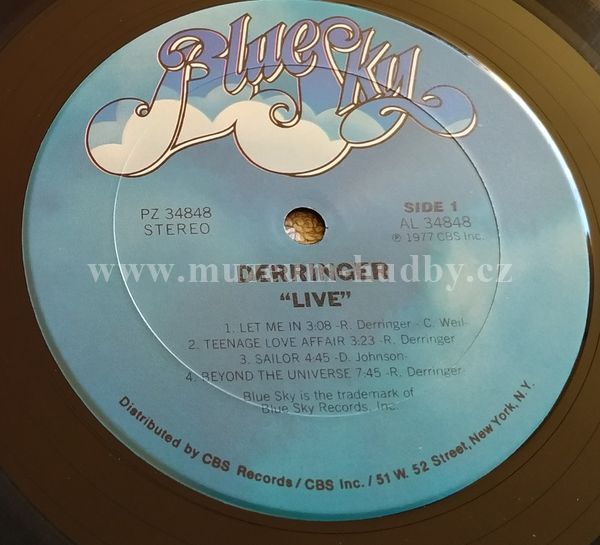 Blue Sky
PZ 34848
STEREO
SIDE 1
AL 34848
℗ 1977 CBS Inc.
DERRINGER
"LIVE"
1. LET ME IN 3:08 -R. Derringer - C. Weil-
2. TEENAGE LOVE AFFAIR 3:23 -R. Derringer
3. SAILOR 4:45 -D. Johnson-
4. BEYOND THE UNIVERSE 7:45 -R. Derringer-
Blue Sky is the trademark of
Blue Sky Records, Inc.
Distributed by CBS Records/CBS Inc./51 W. 52 Street, New York, N.Y.